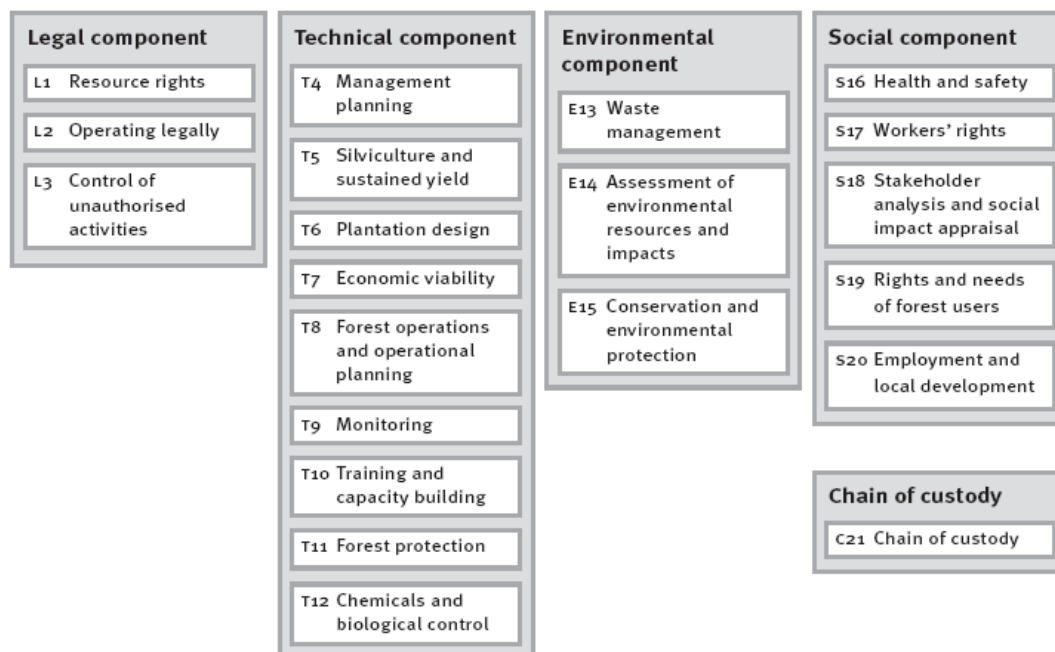 Legal component
L1 Resource rights
L2 Operating legally
L3 Control of
unauthorised
activities
Technical component
T4 Management
planning
T5 Silviculture and
sustained yield
T6 Plantation design
T7 Economic viability
T8 Forest operations
and operational
planning
T9 Monitoring
T10 Training and
capacity building
T11 Forest protection
T12 Chemicals and
biological control
Environmental
component
E13 Waste
management
E14 Assessment of
environmental
resources and
impacts
E15 Conservation and
environmental
protection
Social component
S16 Health and safety
S17 Workers’ rights
S18 Stakeholder
analysis and social
impact appraisal
S19 Rights and needs
of forest users
S20 Employment and
local development
Chain of custody
C21 Chain of custody